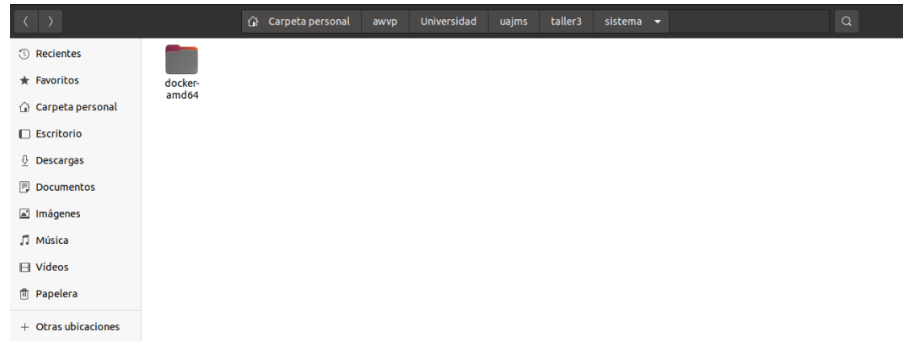 Carpeta personal awvp Universidad uajms taller3 sistema
Recientes
Favoritos
Carpeta personal
Escritorio
Descargas
Documentos
Imágenes
Música
Vídeos
Papelera
Otras ubicaciones
docker-
amd64